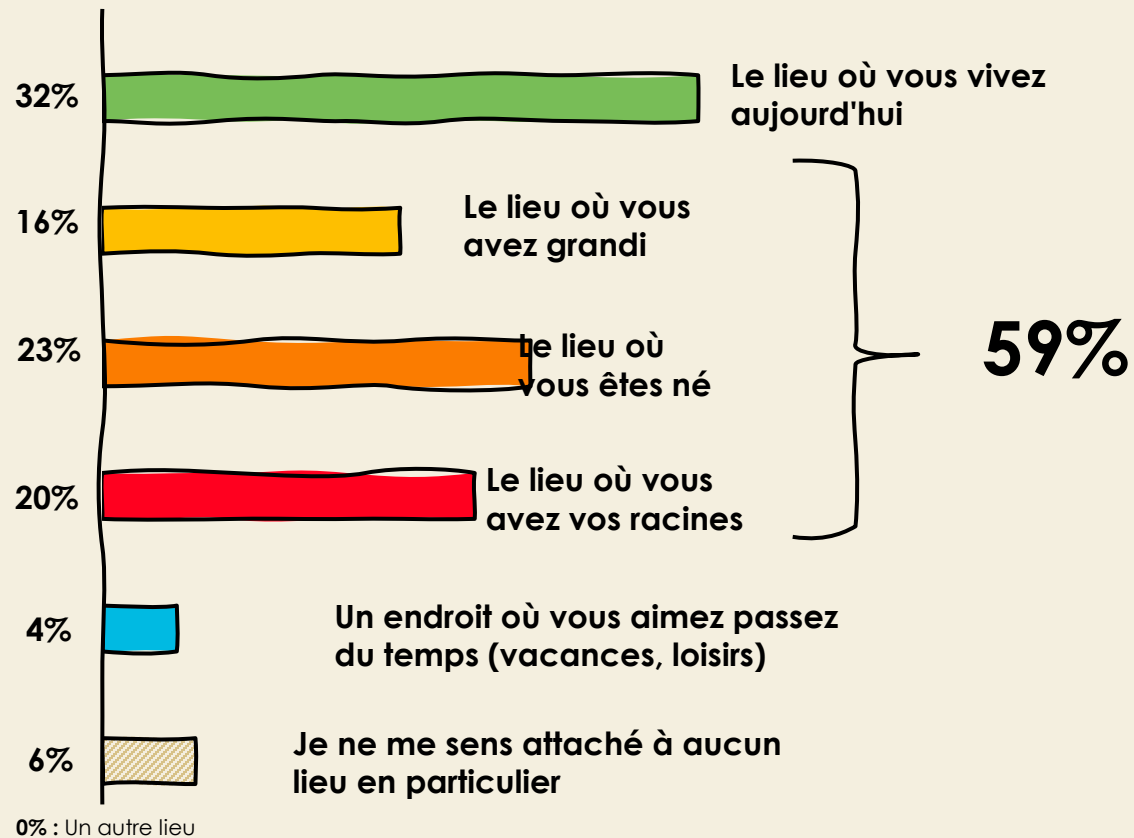 32%
Le lieu où vous vivez
aujourd'hui
16%
Le lieu où vous
avez grandi
23%
Le lieu où
vous êtes né
59%
20%
Le lieu où vous
avez vos racines
4%
Un endroit où vous aimez passez
du temps (vacances, loisirs)
6%
Je ne me sens attaché à aucun
lieu en particulier
0% : Un autre lieu